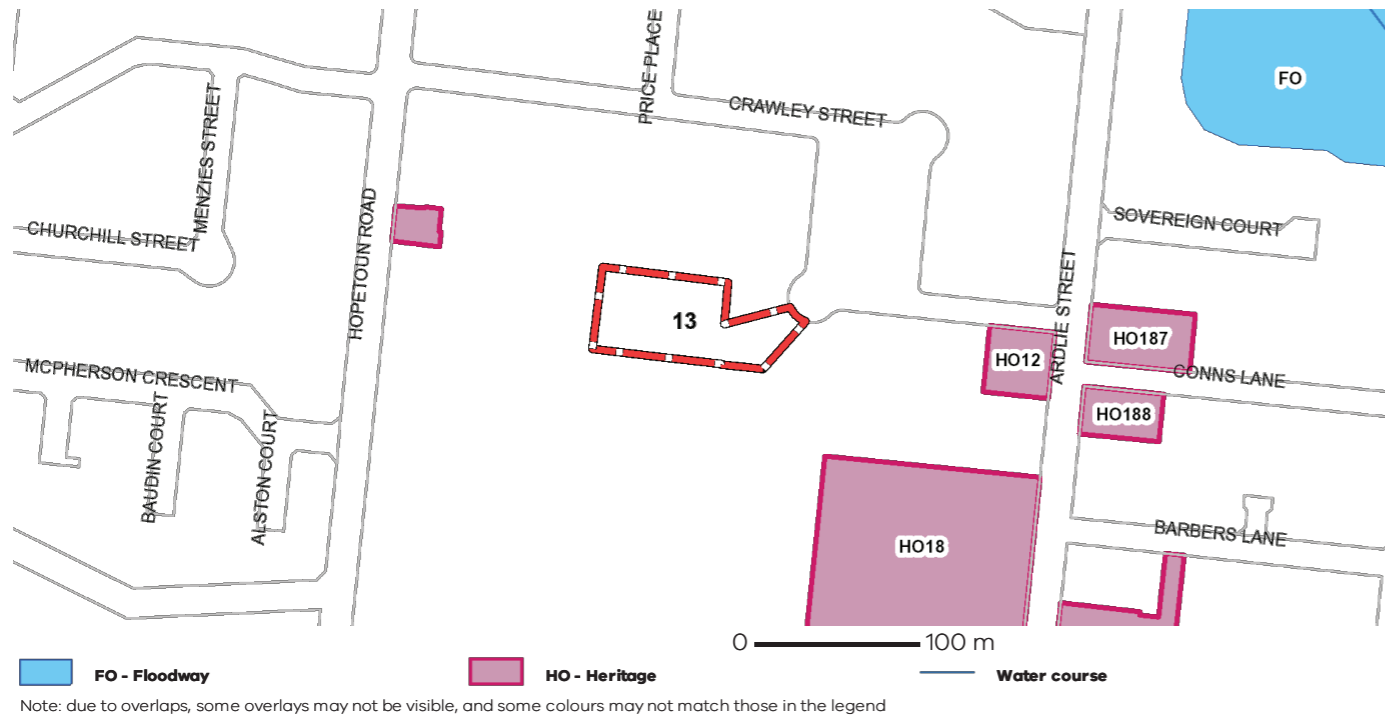 PRICE PLACE
FO
CRAWLEY STREET
MENZIES STREET
HOPETOUN ROAD
CHURCHILL STREET
SOVEREIGN COURT
ARDLIE STREET
13
HO187
HO12
CONNS LANE
MCPHERSON CRESCENT
HO188
BAUDIN COURT
ALSTON COURT
BARBERS LANE
HO18
0 100 m
FO - Floodway
HO - Heritage
Water course
Note: due to overlaps, some overlays may not be visible, and some colours may not match those in the legend